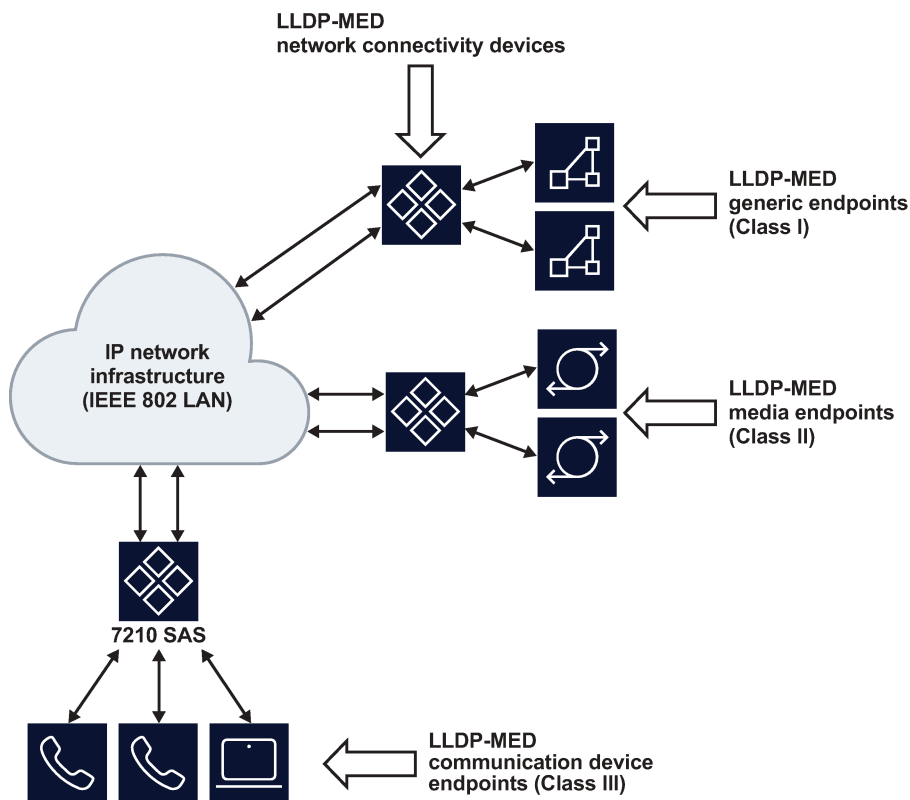 LLDP-MED
network connectivity devices
LLDP-MED
generic endpoints
(Class I)
IP network
infrastructure
(IEEE 802 LAN)
LLDP-MED
media endpoints
(Class II)
7210 SAS
LLDP-MED
communication device
endpoints (Class III)